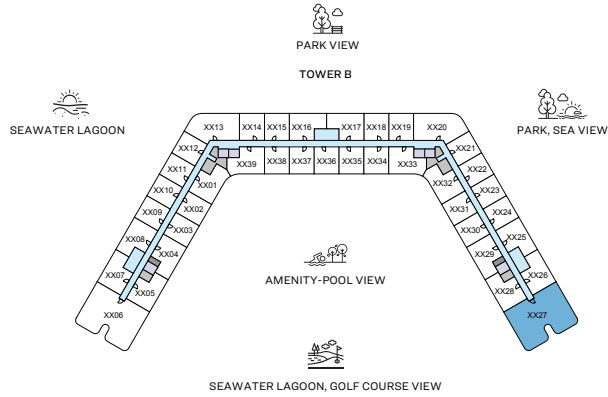 PARK VIEW
TOWER B
SEAWATER LAGOON
PARK, SEA VIEW
XX13
XX14
XX15
XX16
XX17
XX18
XX19
XX20
XX12
XX39
XX38
XX37
XX36
XX35
XX34
XX33
XX21
XX11
XX01
XX32
XX22
XX10
XX02
XX31
XX23
XX09
XX03
XX30
XX24
XX08
XX04
XX29
XX25
XX07
XX05
XX28
XX26
XX06
XX27
AMENITY-POOL VIEW
SEAWATER LAGOON, GOLF COURSE VIEW